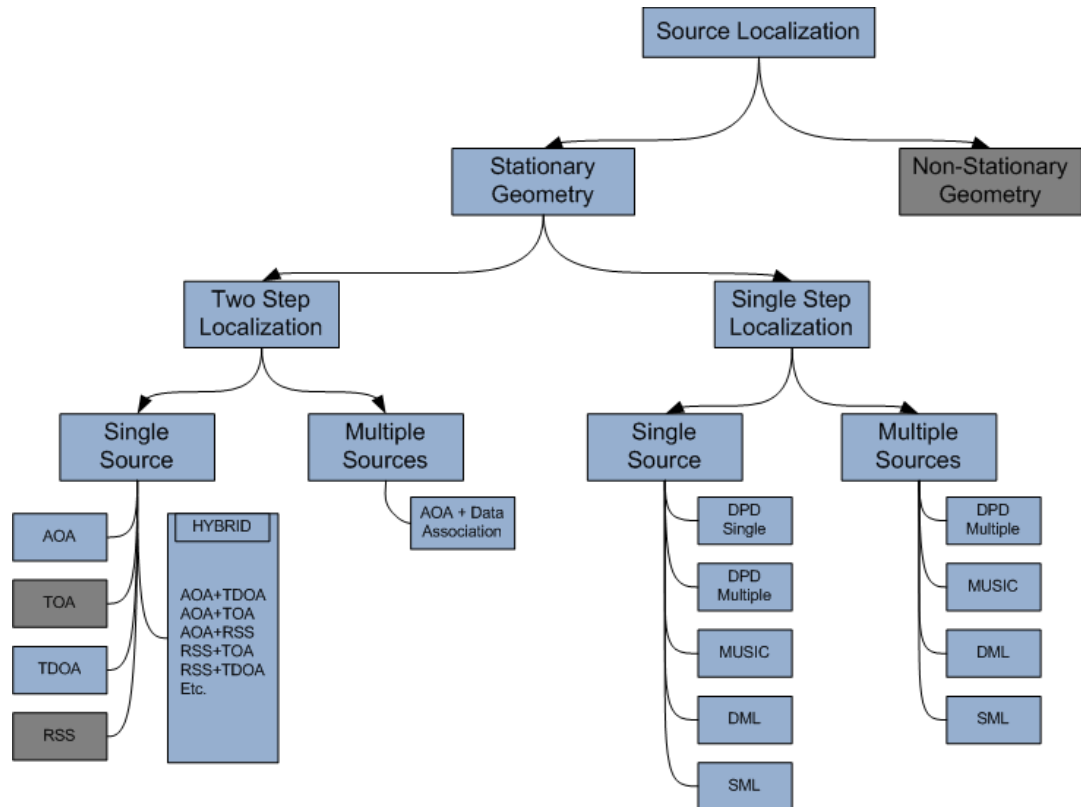 Source Localization
Stationary
Geometry
Non-Stationary
Geometry
Two Step
Localization
Single Step
Localization
Single
Source
Multiple
Sources
Single
Source
Multiple
Sources
AOA
TOA
TDOA
RSS
HYBRID
AOA+TDOA
AOA+TOA
AOA+RSS
RSS+TOA
RSS+TDOA
Etc.
AOA + Data
Association
DPD
Single
DPD
Multiple
MUSIC
DML
SML
DPD
Multiple
MUSIC
DML
SML